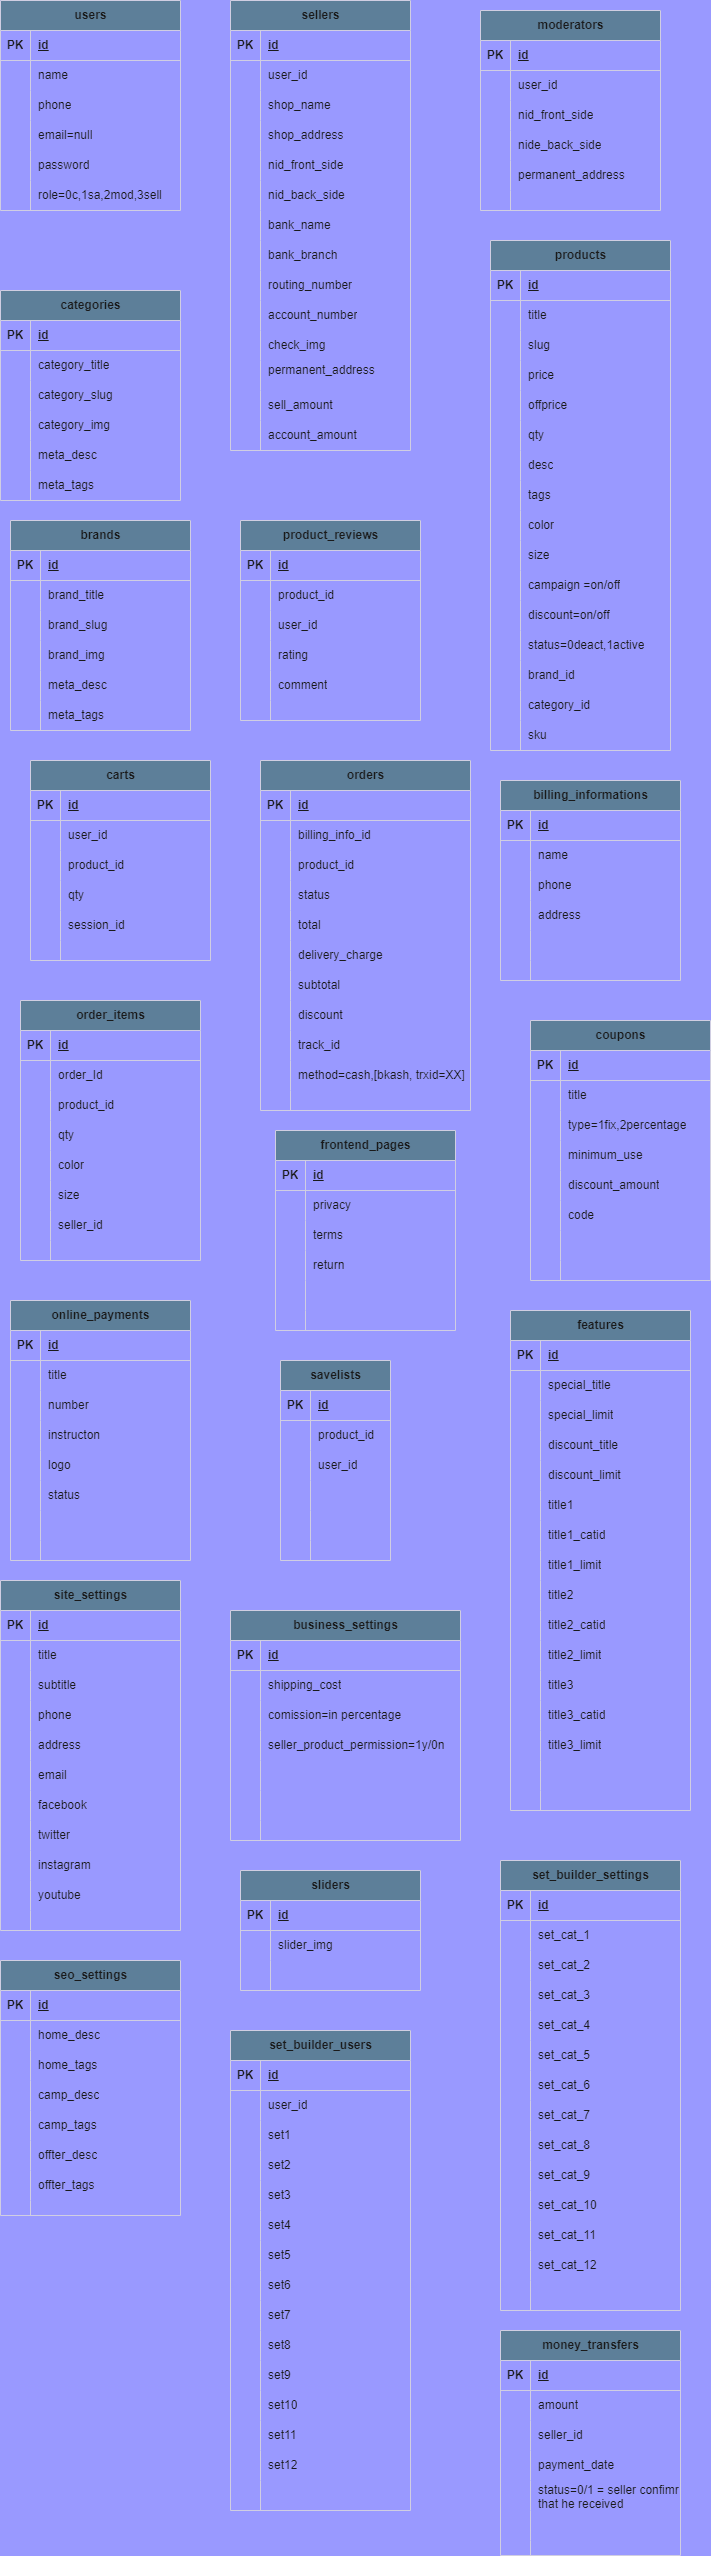 users
PK id
name
phone
email=null
password
role=0c,1sa,2mod,3sell
sellers
PK id
user_id
shop_name
shop_address
nid_front_side
nid_back_side
bank_name
bank_branch
routing_number
account_number
check_img
permanent_address
sell_amount
account_amount
moderators
PK id
user_id
nid_front_side
nide_back_side
permanent_address
categories
PK id
category_title
category_slug
category_img
meta_desc
meta_tags
products
PK id
title
slug
price
offprice
qty
desc
tags
color
size
campaign =on/off
discount=on/off
status=0deact,1active
brand_id
category_id
sku
brands
PK id
brand_title
brand_slug
brand_img
meta_desc
meta_tags
product_reviews
PK id
product_id
user_id
rating
comment
carts
PK id
user_id
product_id
qty
session_id
orders
PK id
billing_info_id
product_id
status
total
delivery_charge
subtotal
discount
track_id
method=cash,[bkash, trxid=XX]
billing_informations
PK id
name
phone
address
order_items
PK id
order_Id
product_id
qty
color
size
seller_id
coupons
PK id
title
type=1fix,2percentage
minimum_use
discount_amount
code
frontend_pages
PK id
privacy
terms
return
online_payments
PK id
title
number
instructon
logo
status
savelists
PK id
product_id
user_id
features
PK id
special_title
special_limit
discount_title
discount_limit
title1
title1_catid
title1_limit
title2
title2_catid
title2_limit
title3
title3_catid
title3_limit
site_settings
PK id
title
subtitle
phone
address
email
facebook
twitter
instagram
youtube
business_settings
PK id
shipping_cost
comission=in percentage
seller_product_permission=1y/0n
sliders
PK id
slider_img
set_builder_settings
PK id
set_cat_1
set_cat_2
set_cat_3
set_cat_4
set_cat_5
set_cat_6
set_cat_7
set_cat_8
set_cat_9
set_cat_10
set_cat_11
set_cat_12
seo_settings
PK id
home_desc
home_tags
camp_desc
camp_tags
offter_desc
offter_tags
set_builder_users
PK id
user_id
set1
set2
set3
set4
set5
set6
set7
set8
set9
set10
set11
set12
money_transfers
PK id
amount
seller_id
payment_date
status=0/1 = seller confimr
that he received